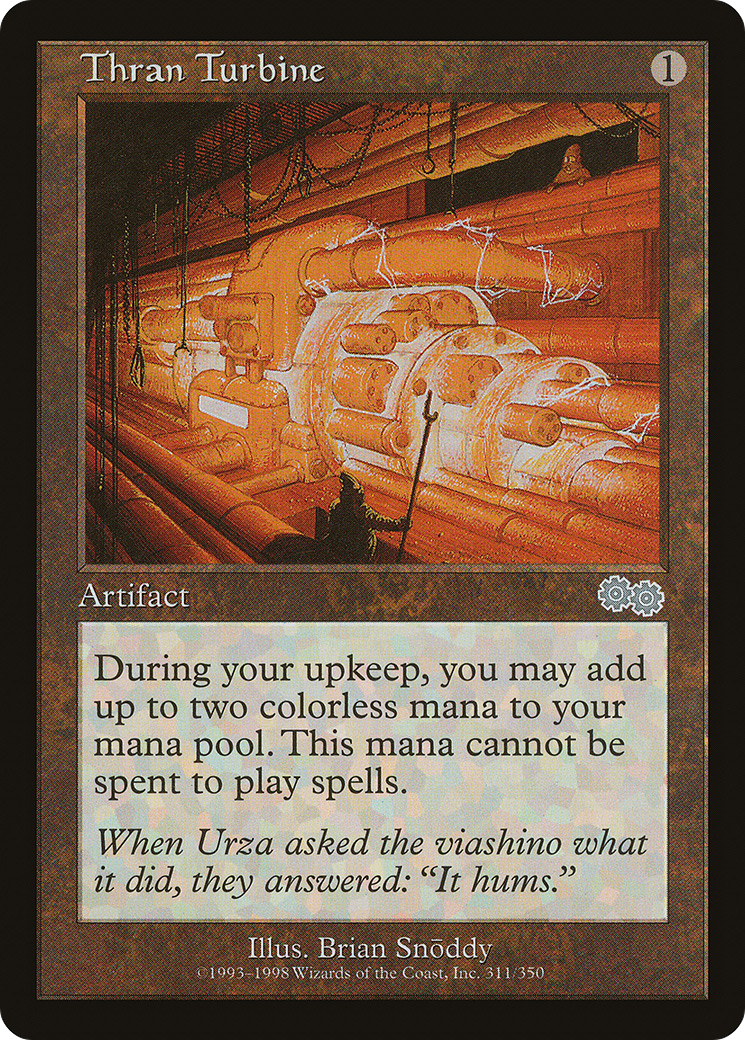 Thran Turbine
1
Artifact
During your upkeep, you may add
up to two colorless mana to your
mana pool. This mana cannot be
spent to play spells.
When Urza asked the viashino what
it did, they answered: “It hums.”
Illus. Brian Snōddy
©1993–1998 Wizards of the Coast, Inc. 311/350